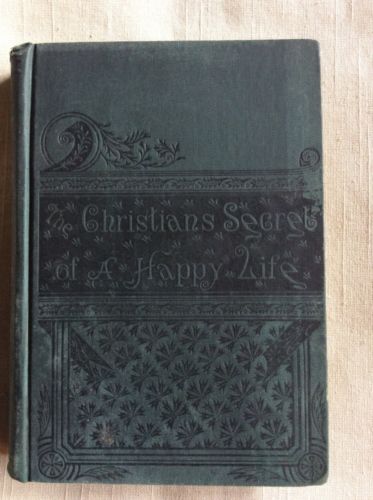 The Christians Secret
of A Happy Life